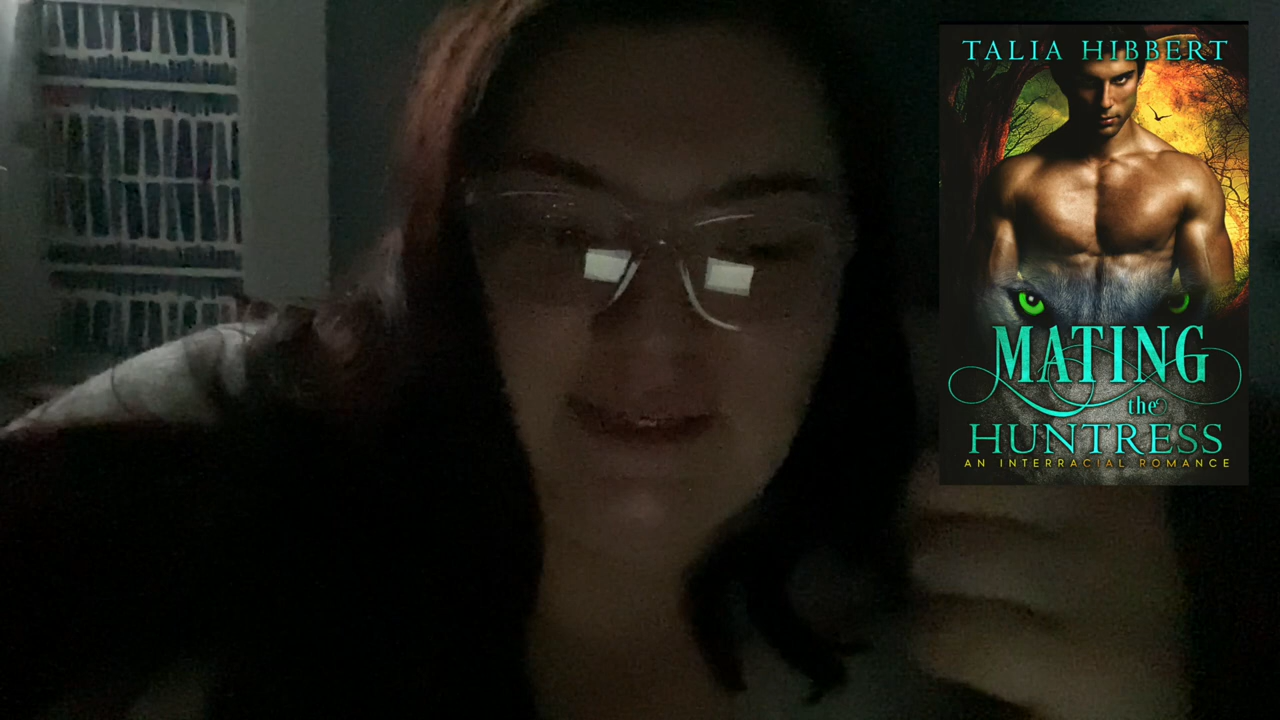 TALIA HIBBERT
MATING
the
HUNTRESS
AN INTERRACIAL ROMANCE